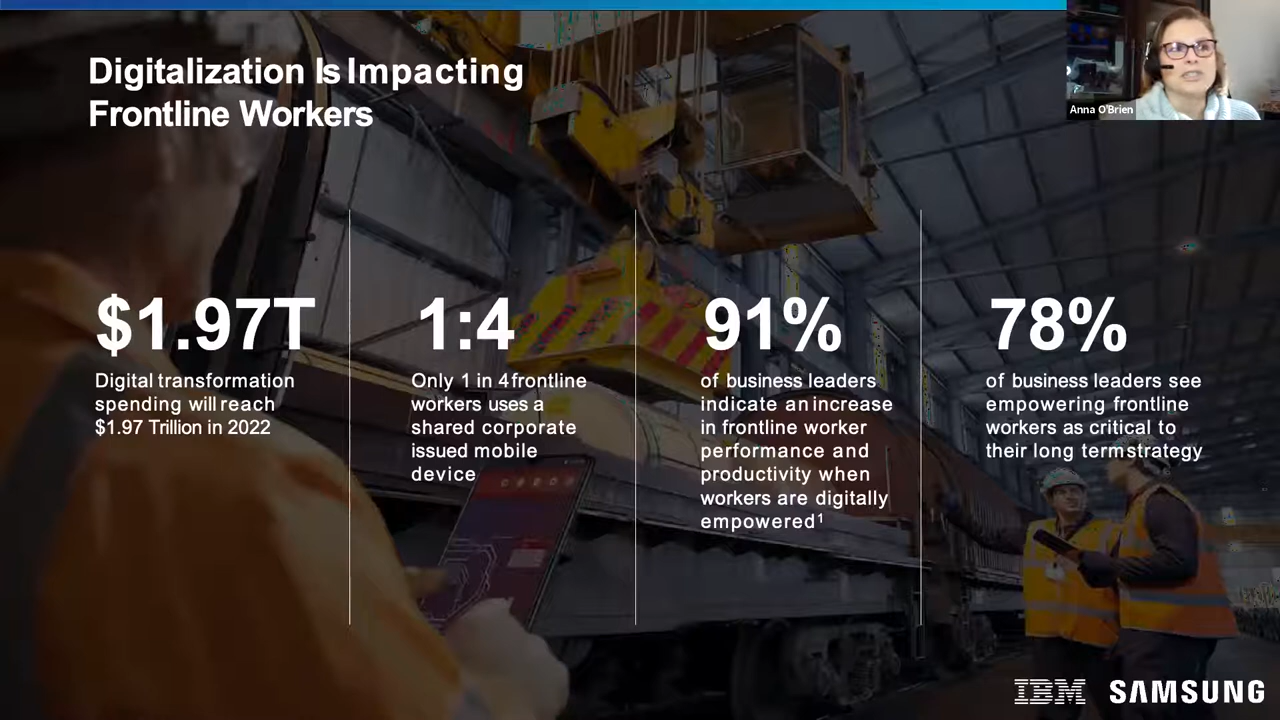 Digitalization Is Impacting
Frontline Workers
Anna O'Brien
$1.97T
Digital transformation
spending will reach
$1.97 Trillion in 2022
1:4
Only 1 in 4 frontline
workers uses a
shared corporate
issued mobile
device
91%
of business leaders
indicate an increase
in frontline worker
performance and
productivity when
workers are digitally
empowered¹
78%
of business leaders see
empowering frontline
workers as critical to
their long term strategy
IBM SAMSUNG